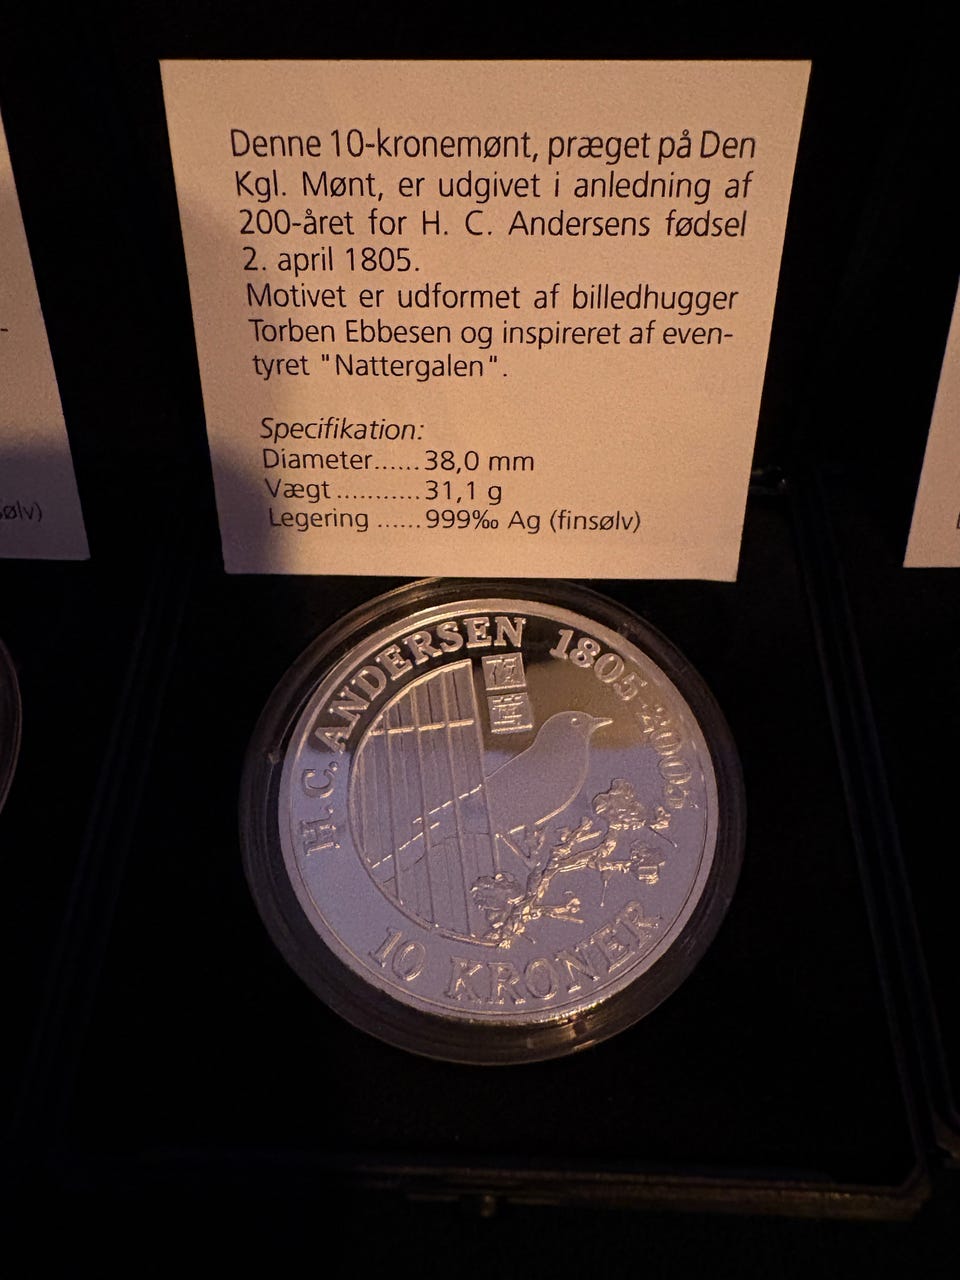 Denne 10-kronemønt, præget på Den
Kgl. Mønt, er udgivet i anledning af
200-året for H. C. Andersens fødsel
2. april 1805.
Motivet er udformet af billedhugger
Torben Ebbesen og inspireret af even-
tyret "Nattergalen".
Specifikation:
Diameter......38,0 mm
Vægt...........31,1 g
Legering ......999‰ Ag (finsølv)
sølv)
H. C. ANDERSEN 1805-2005
10 KRONER